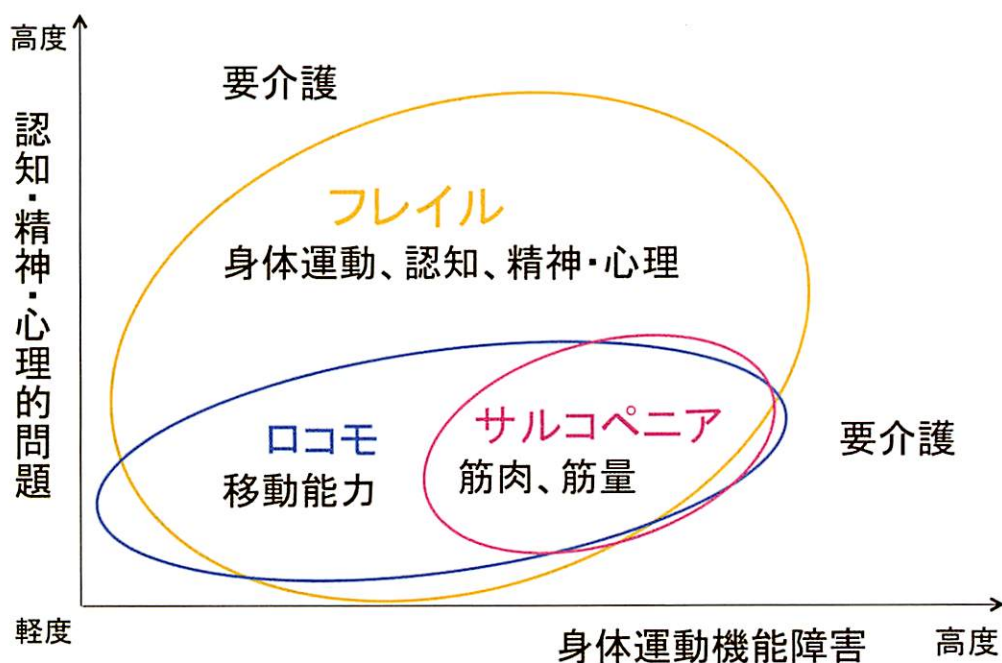 高度
要介護
認知・精神・心理的問題
フレイル
身体運動、認知、精神・心理
ロコモ
移動能力
サルコペニア
筋肉、筋量
要介護
軽度
身体運動機能障害
高度